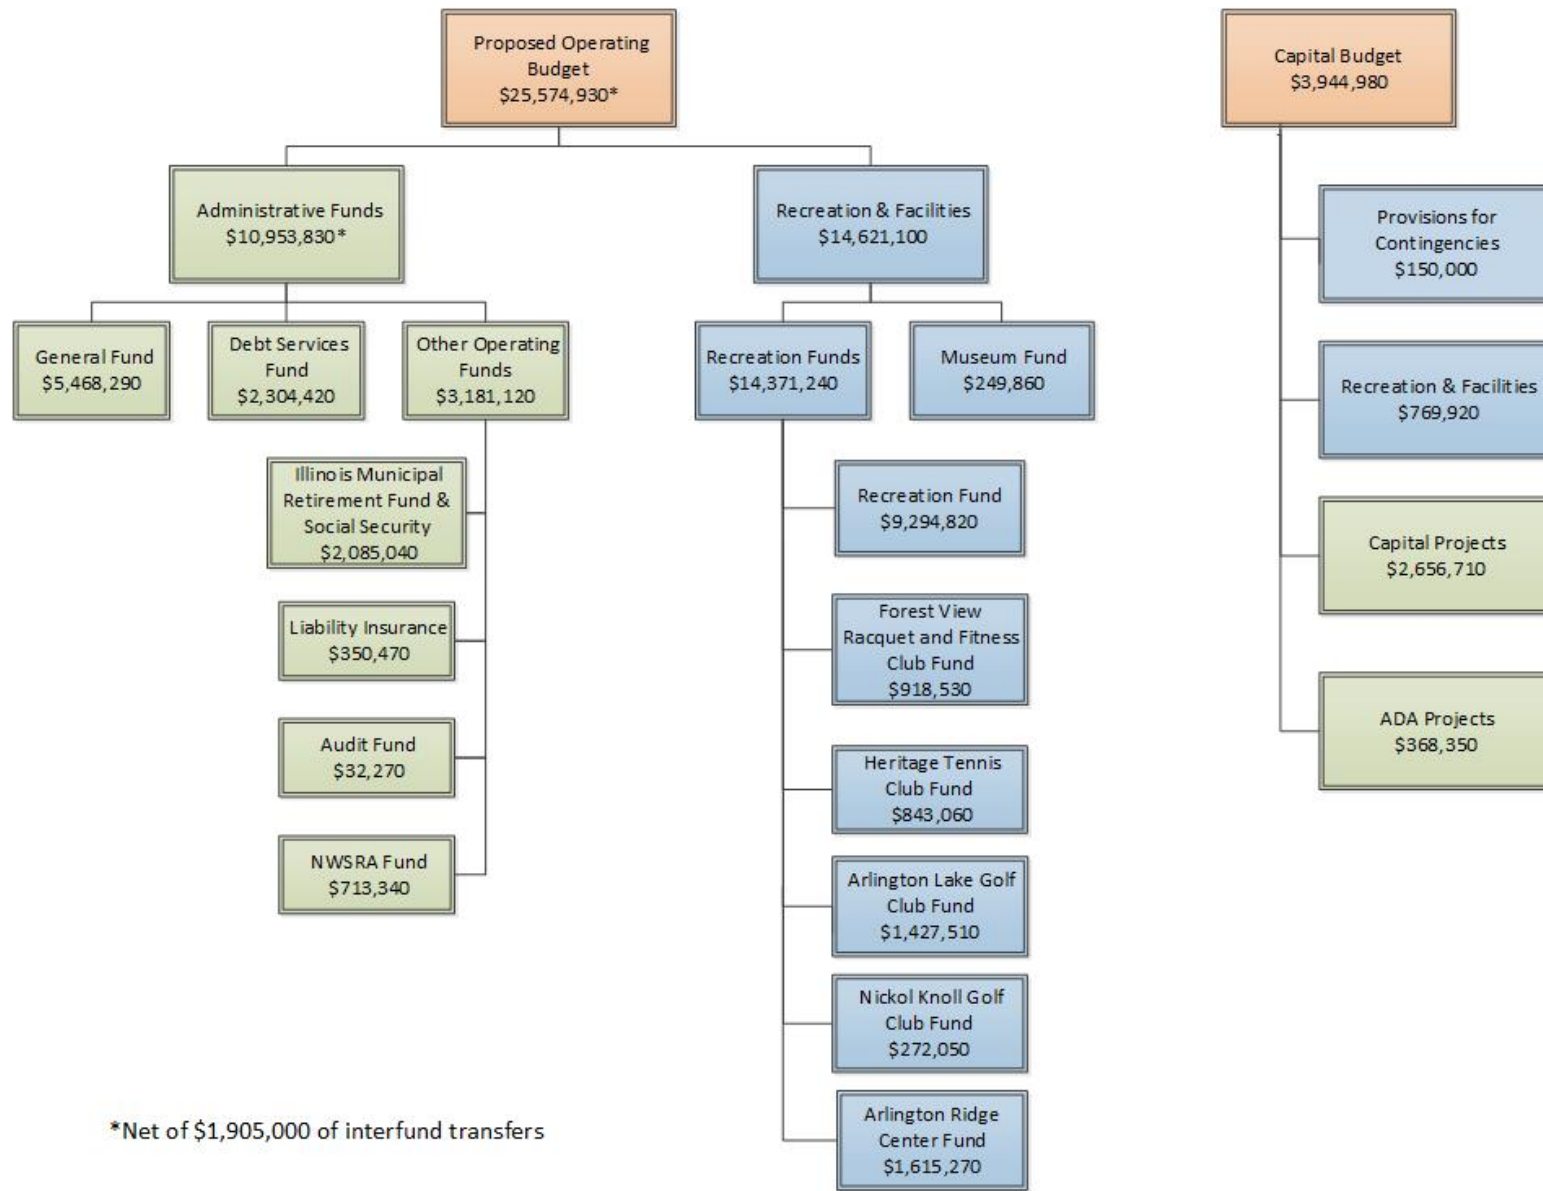 Proposed Operating
Budget
$25,574,930*
Capital Budget
$3,944,980
Administrative Funds
$10,953,830*
Recreation & Facilities
$14,621,100
General Fund
$5,468,290
Debt Services
Fund
$2,304,420
Other Operating
Funds
$3,181,120
Recreation Funds
$14,371,240
Museum Fund
$249,860
Illinois Municipal
Retirement Fund &
Social Security
$2,085,040
Liability Insurance
$350,470
Audit Fund
$32,270
NWSRA Fund
$713,340
Recreation Fund
$9,294,820
Forest View
Racquet and Fitness
Club Fund
$918,530
Heritage Tennis
Club Fund
$843,060
Arlington Lake Golf
Club Fund
$1,427,510
Nickol Knoll Golf
Club Fund
$272,050
Arlington Ridge
Center Fund
$1,615,270
Provisions for
Contingencies
$150,000
Recreation & Facilities
$769,920
Capital Projects
$2,656,710
ADA Projects
$368,350
*Net of $1,905,000 of interfund transfers